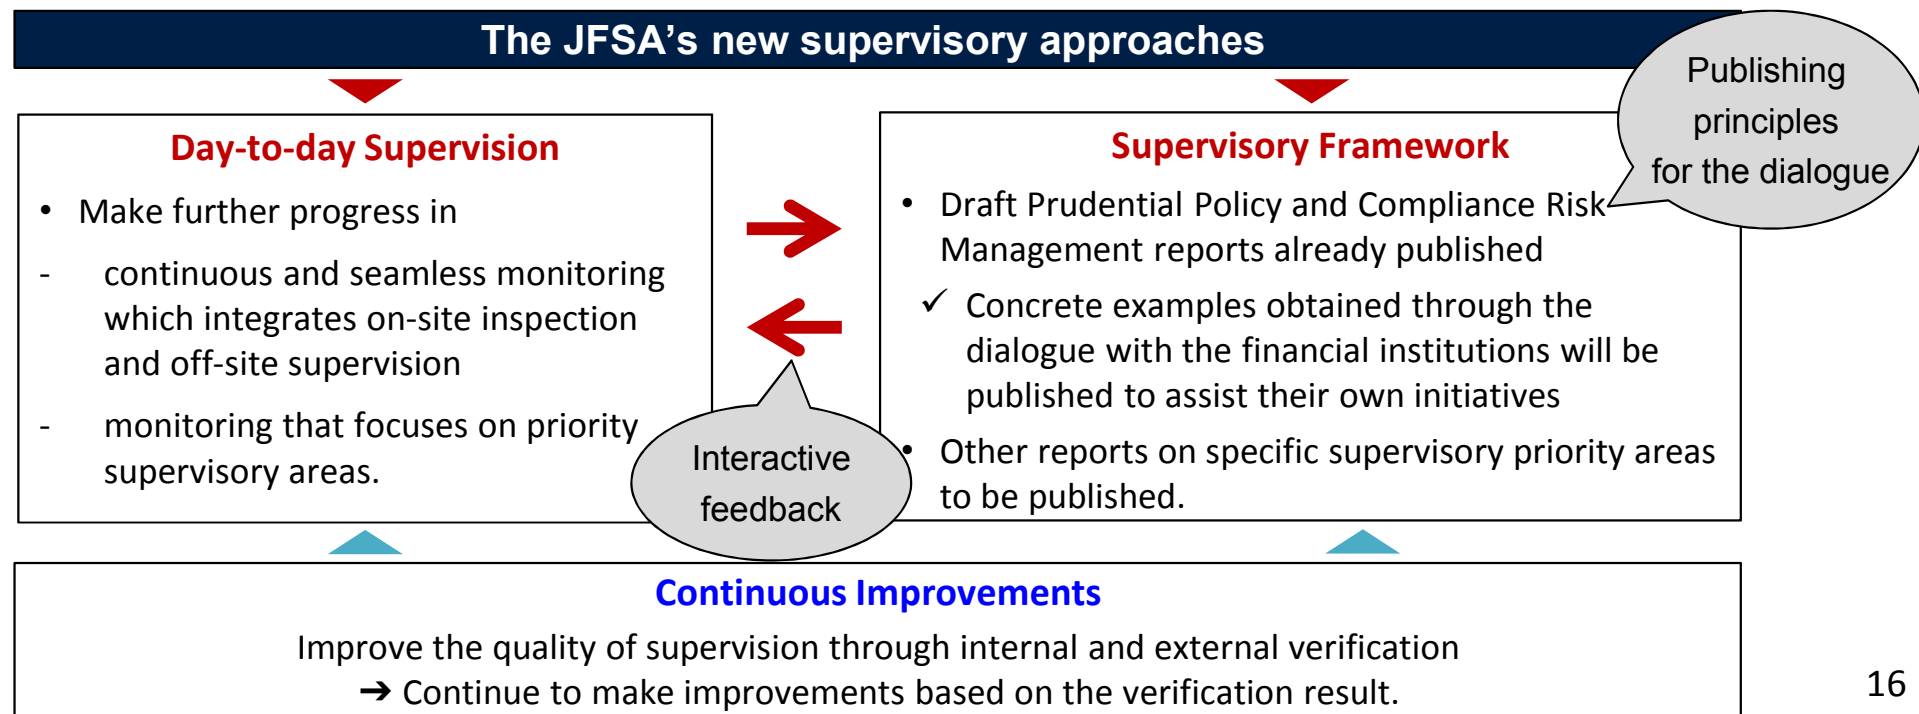 The JFSA’s new supervisory approaches
Publishing
principles
for the dialogue
Day-to-day Supervision
• Make further progress in
- continuous and seamless monitoring
which integrates on-site inspection
and off-site supervision
- monitoring that focuses on priority
supervisory areas.
Interactive
feedback
Supervisory Framework
• Draft Prudential Policy and Compliance Risk
Management reports already published
✓ Concrete examples obtained through the
dialogue with the financial institutions will be
published to assist their own initiatives
• Other reports on specific supervisory priority areas
to be published.
Continuous Improvements
Improve the quality of supervision through internal and external verification
➔ Continue to make improvements based on the verification result.
16